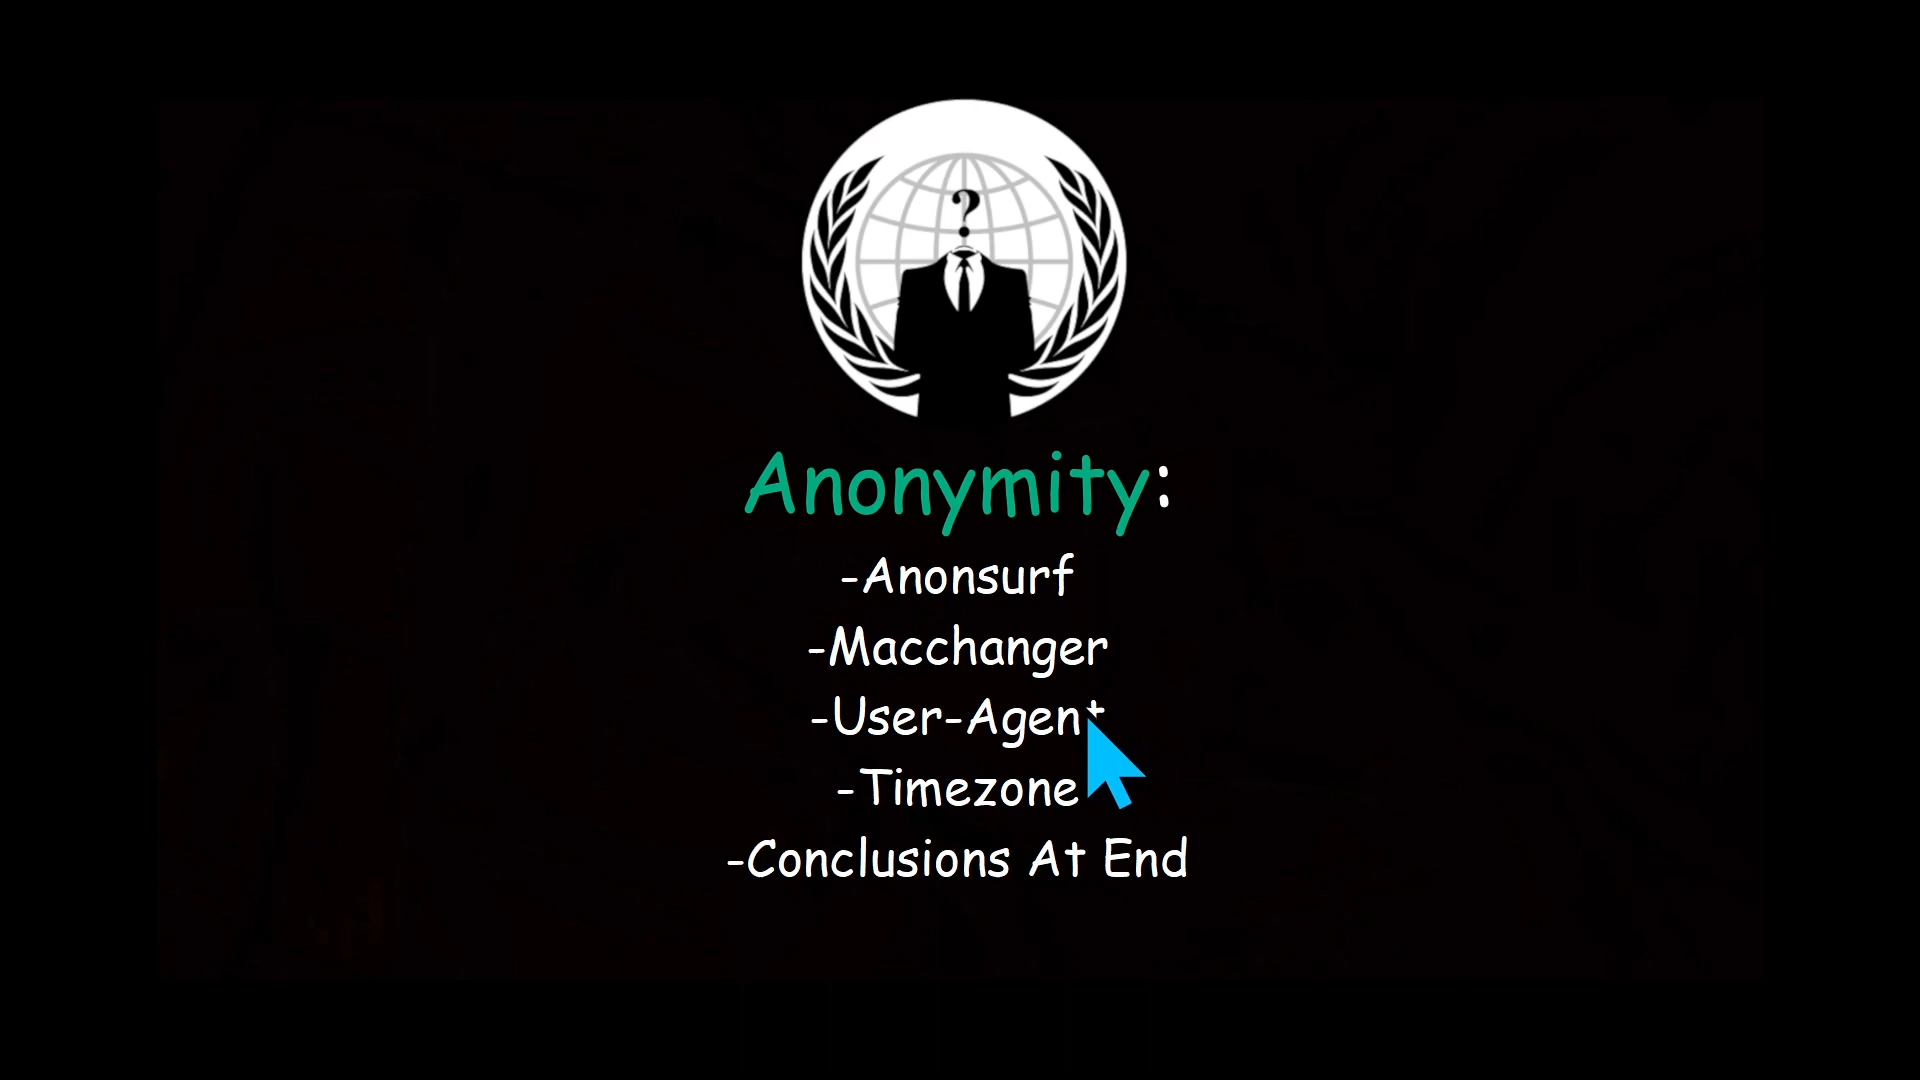 ?
Anonymity:
-Anonsurf
-Macchanger
-User-Agent
-Timezone
-Conclusions At End